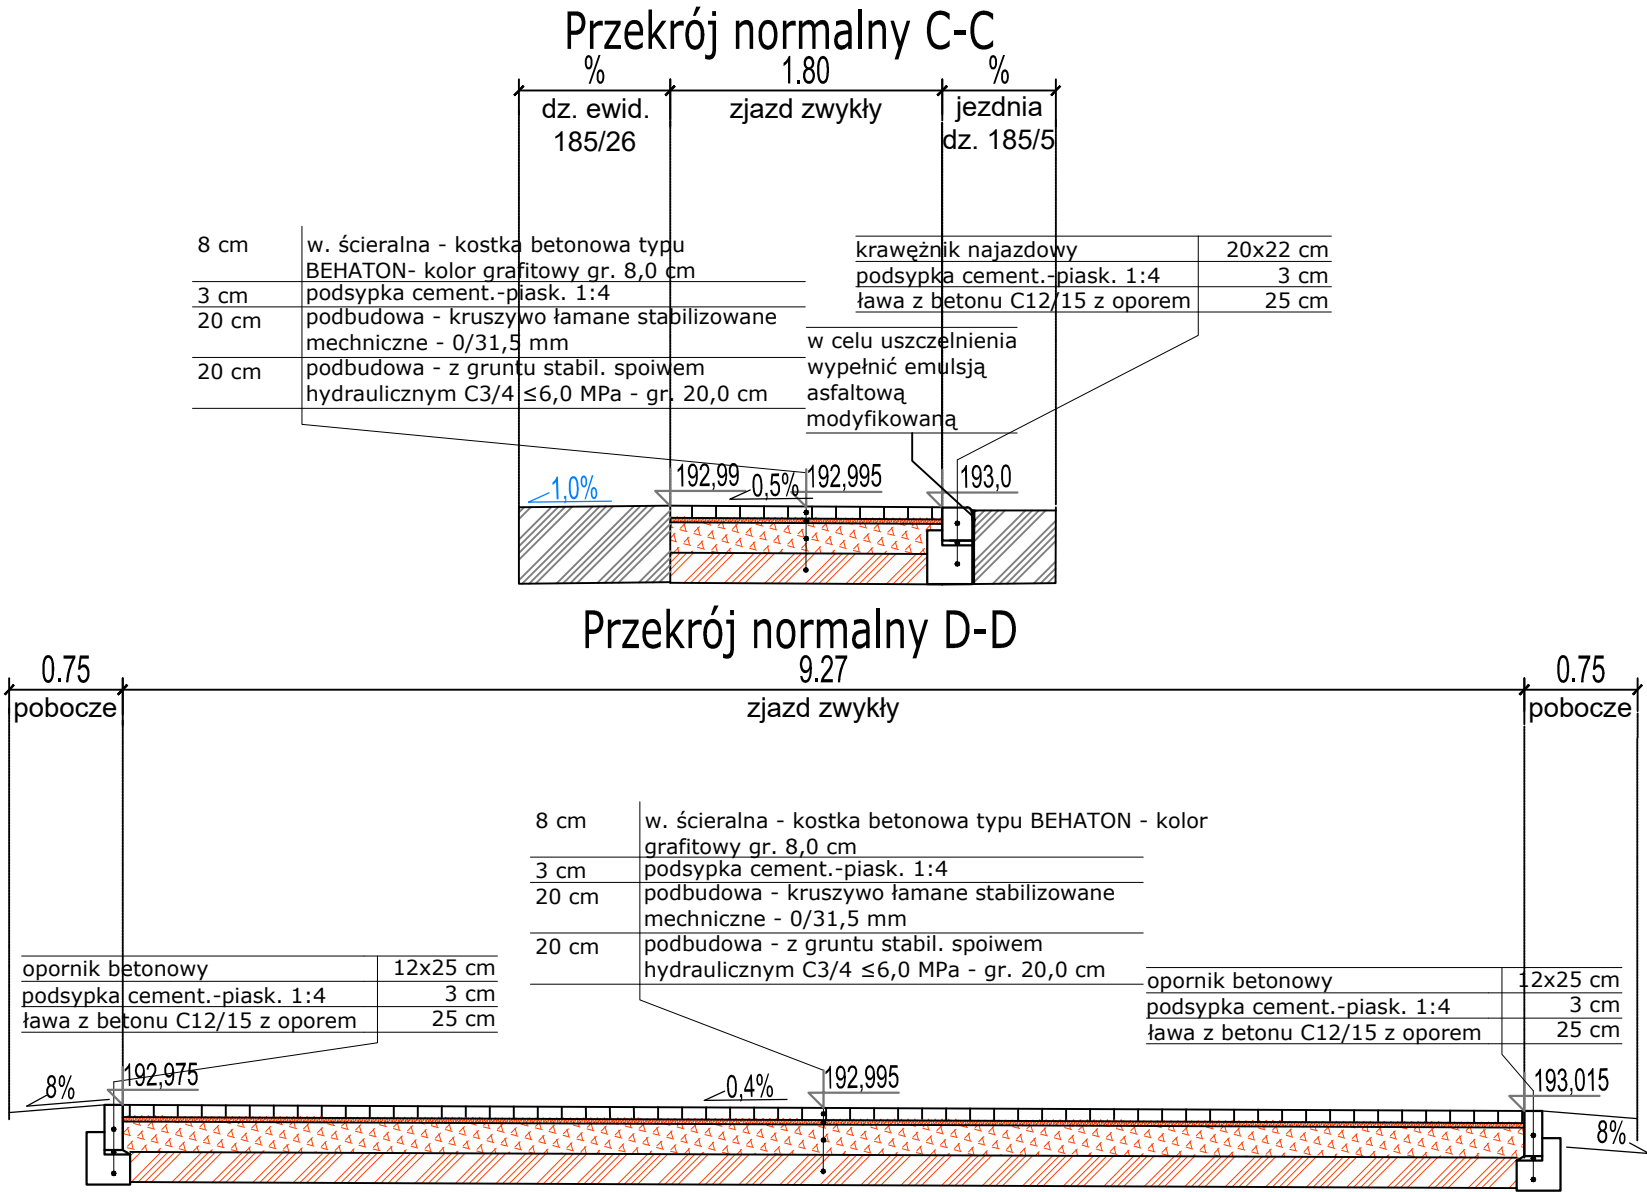 Przekrój normalny C-C
% 1.80 %
dz. ewid. zjazd zwykły jezdnia
185/26 dz. 185/5
8 cm w. ścieralna - kostka betonowa typu
BEHATON- kolor grafitowy gr. 8,0 cm
3 cm podsypka cement.-piask. 1:4
20 cm podbudowa - kruszywo łamane stabilizowane
mechniczne - 0/31,5 mm
20 cm podbudowa - z gruntu stabil. spoiwem
hydraulicznym C3/4 ≤6,0 MPa - gr. 20,0 cm
krawężnik najazdowy 20x22 cm
podsypka cement.-piask. 1:4 3 cm
ława z betonu C12/15 z oporem 25 cm
w celu uszczelnienia
wypełnić emulsją
asfaltową
modyfikowaną
1,0% 192,99 0,5% 192,995 193,0
Przekrój normalny D-D
0.75 9.27 0.75
pobocze zjazd zwykły pobocze
8 cm w. ścieralna - kostka betonowa typu BEHATON - kolor
grafitowy gr. 8,0 cm
3 cm podsypka cement.-piask. 1:4
20 cm podbudowa - kruszywo łamane stabilizowane
mechniczne - 0/31,5 mm
20 cm podbudowa - z gruntu stabil. spoiwem
hydraulicznym C3/4 ≤6,0 MPa - gr. 20,0 cm
opornik betonowy 12x25 cm
podsypka cement.-piask. 1:4 3 cm
ława z betonu C12/15 z oporem 25 cm
opornik betonowy 12x25 cm
podsypka cement.-piask. 1:4 3 cm
ława z betonu C12/15 z oporem 25 cm
8% 192,975 0,4% 192,995 193,015
8%